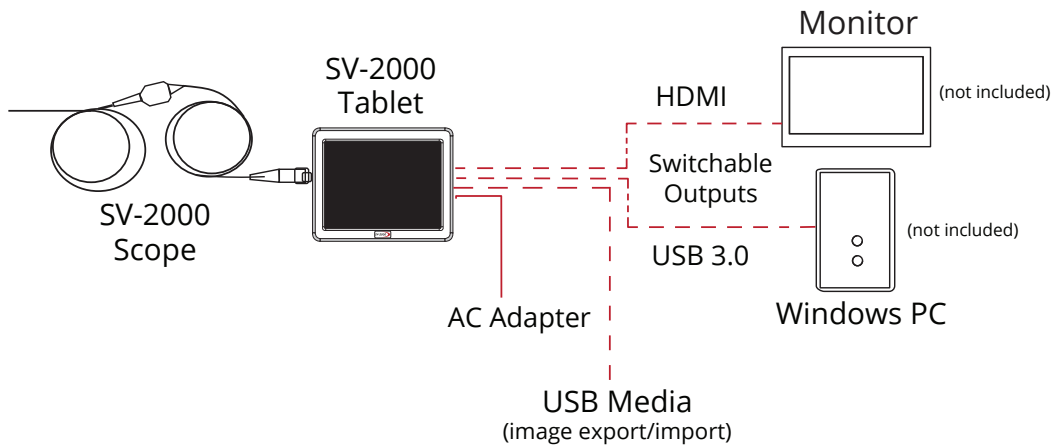 Monitor
(not included)
SV-2000
Tablet
HDMI
Switchable
Outputs
SV-2000
Scope
USB 3.0
(not included)
Windows PC
AC Adapter
USB Media
(image export/import)